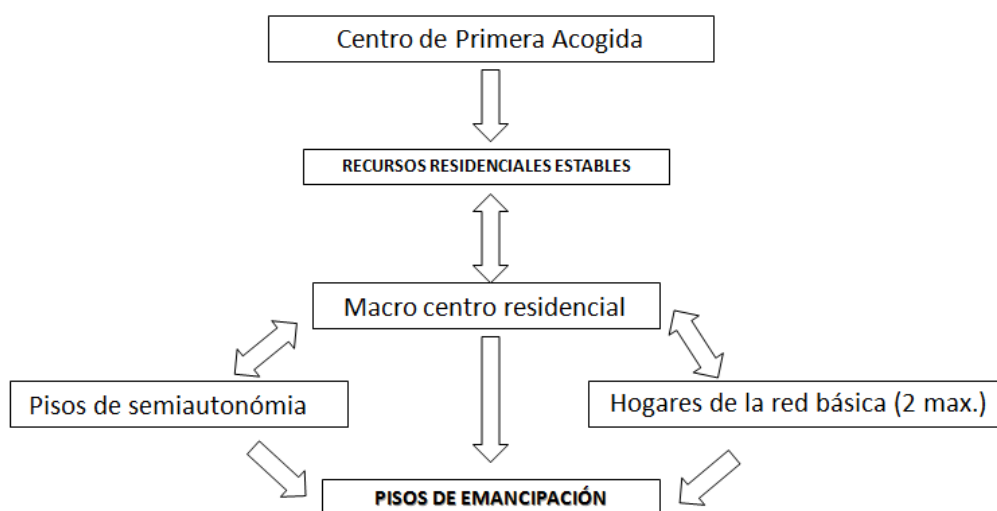 Centro de Primera Acogida
RECURSOS RESIDENCIALES ESTABLES
Macro centro residencial
Pisos de semiautonómia
Hogares de la red básica (2 max.)
PISOS DE EMANCIPACIÓN